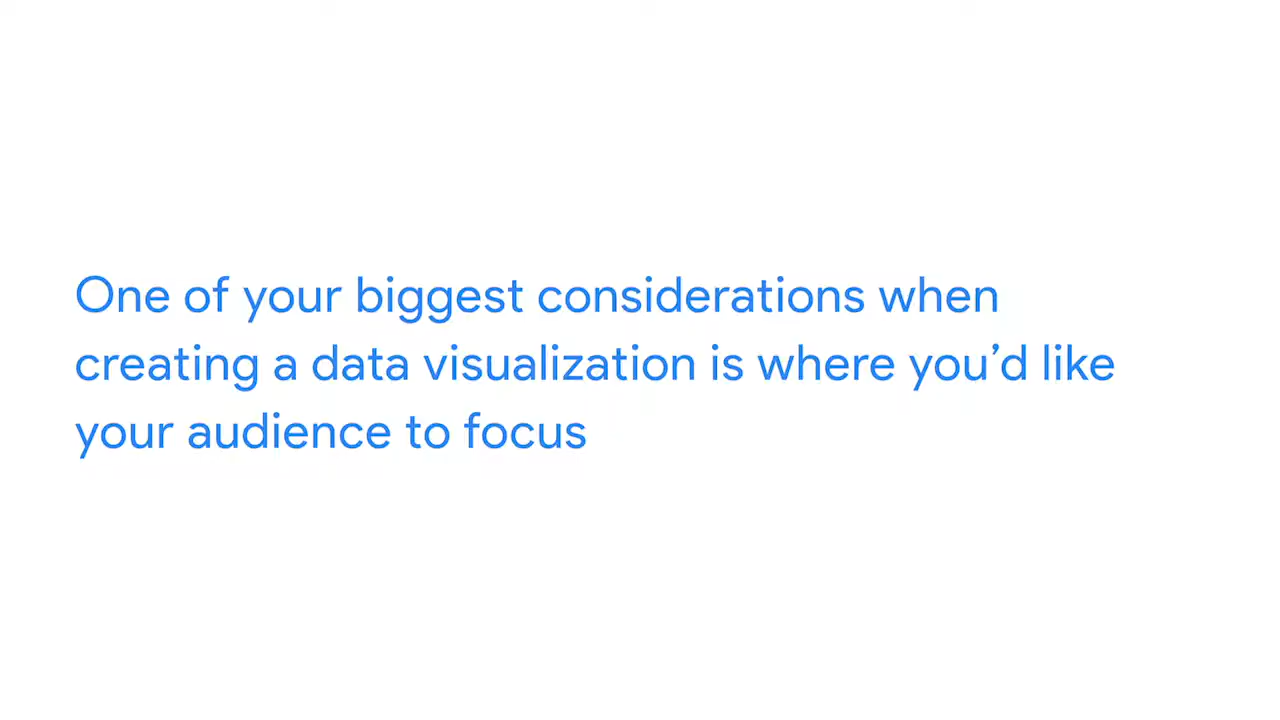 One of your biggest considerations when
creating a data visualization is where you’d like
your audience to focus